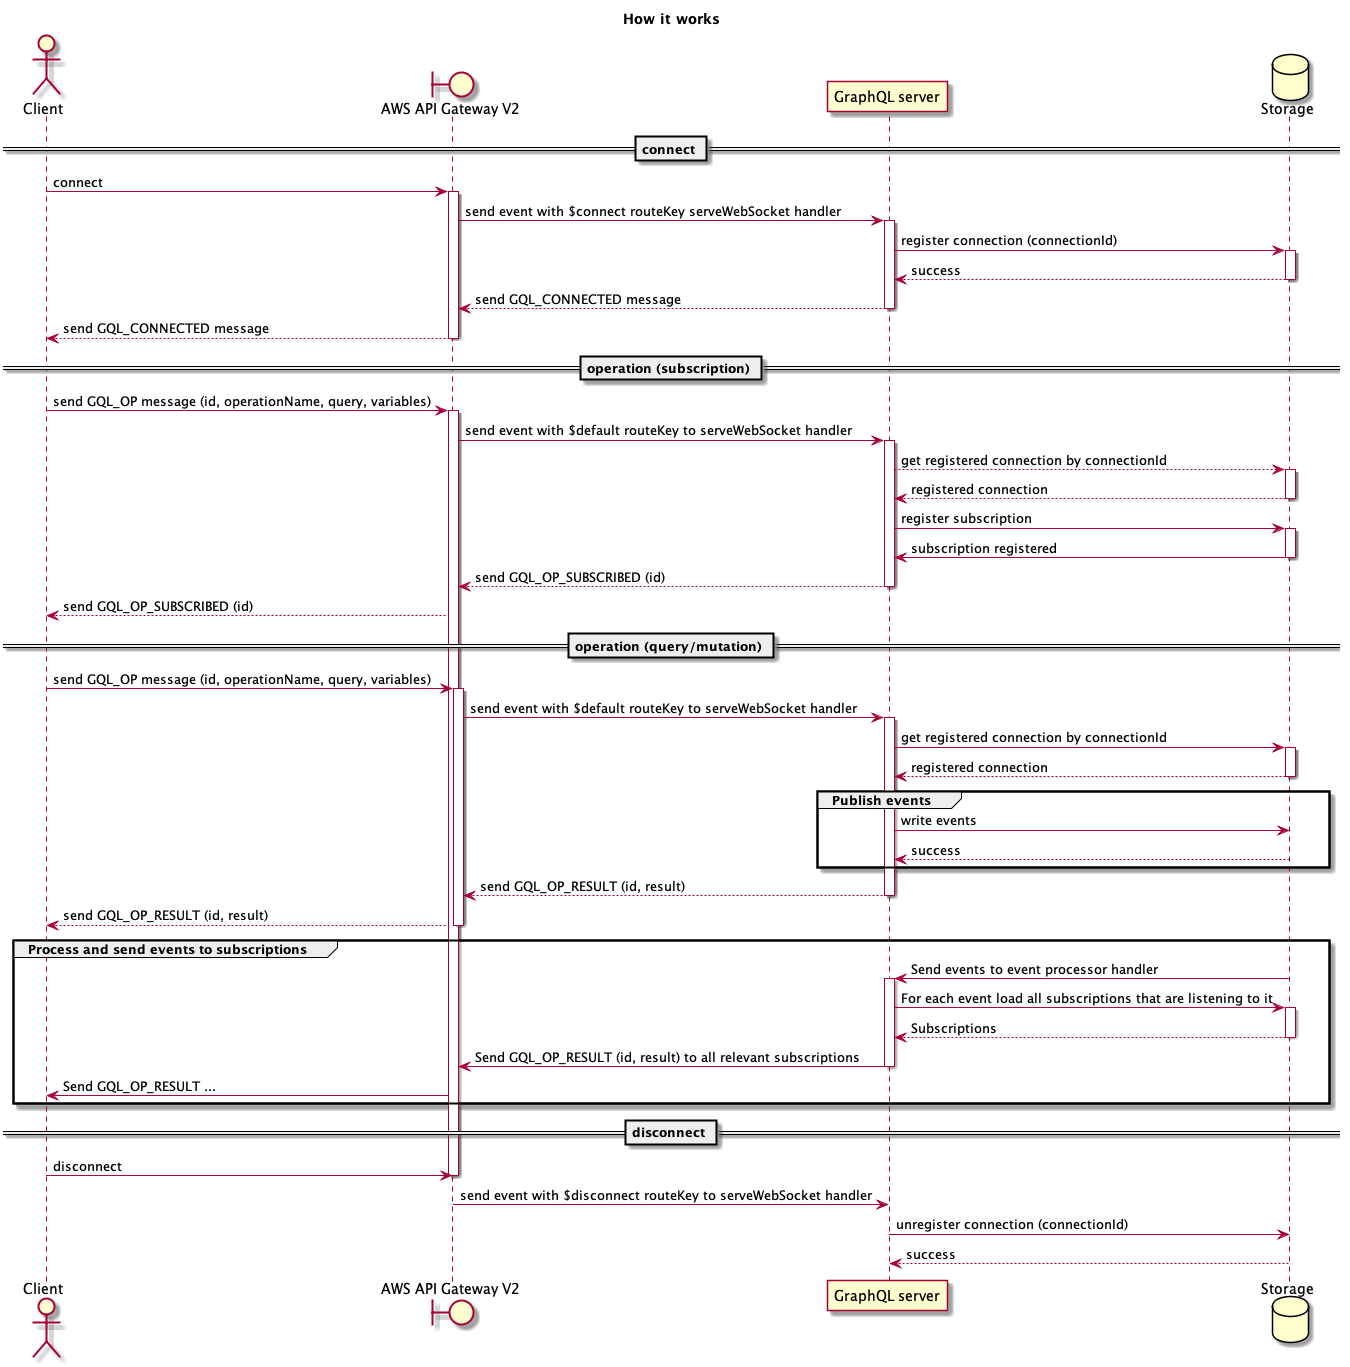 How it works
Client
AWS API Gateway V2
GraphQL server
Storage
connect
connect
send event with $connect routeKey serveWebSocket handler
register connection (connectionId)
success
send GQL_CONNECTED message
send GQL_CONNECTED message
operation (subscription)
send GQL_OP message (id, operationName, query, variables)
send event with $default routeKey to serveWebSocket handler
get registered connection by connectionId
registered connection
register subscription
subscription registered
send GQL_OP_SUBSCRIBED (id)
send GQL_OP_SUBSCRIBED (id)
operation (query/mutation)
send GQL_OP message (id, operationName, query, variables)
send event with $default routeKey to serveWebSocket handler
get registered connection by connectionId
registered connection
Publish events
write events
success
send GQL_OP_RESULT (id, result)
send GQL_OP_RESULT (id, result)
Process and send events to subscriptions
Send events to event processor handler
For each event load all subscriptions that are listening to it
Subscriptions
Send GQL_OP_RESULT (id, result) to all relevant subscriptions
Send GQL_OP_RESULT ...
disconnect
disconnect
send event with $disconnect routeKey to serveWebSocket handler
unregister connection (connectionId)
success
Client
AWS API Gateway V2
GraphQL server
Storage